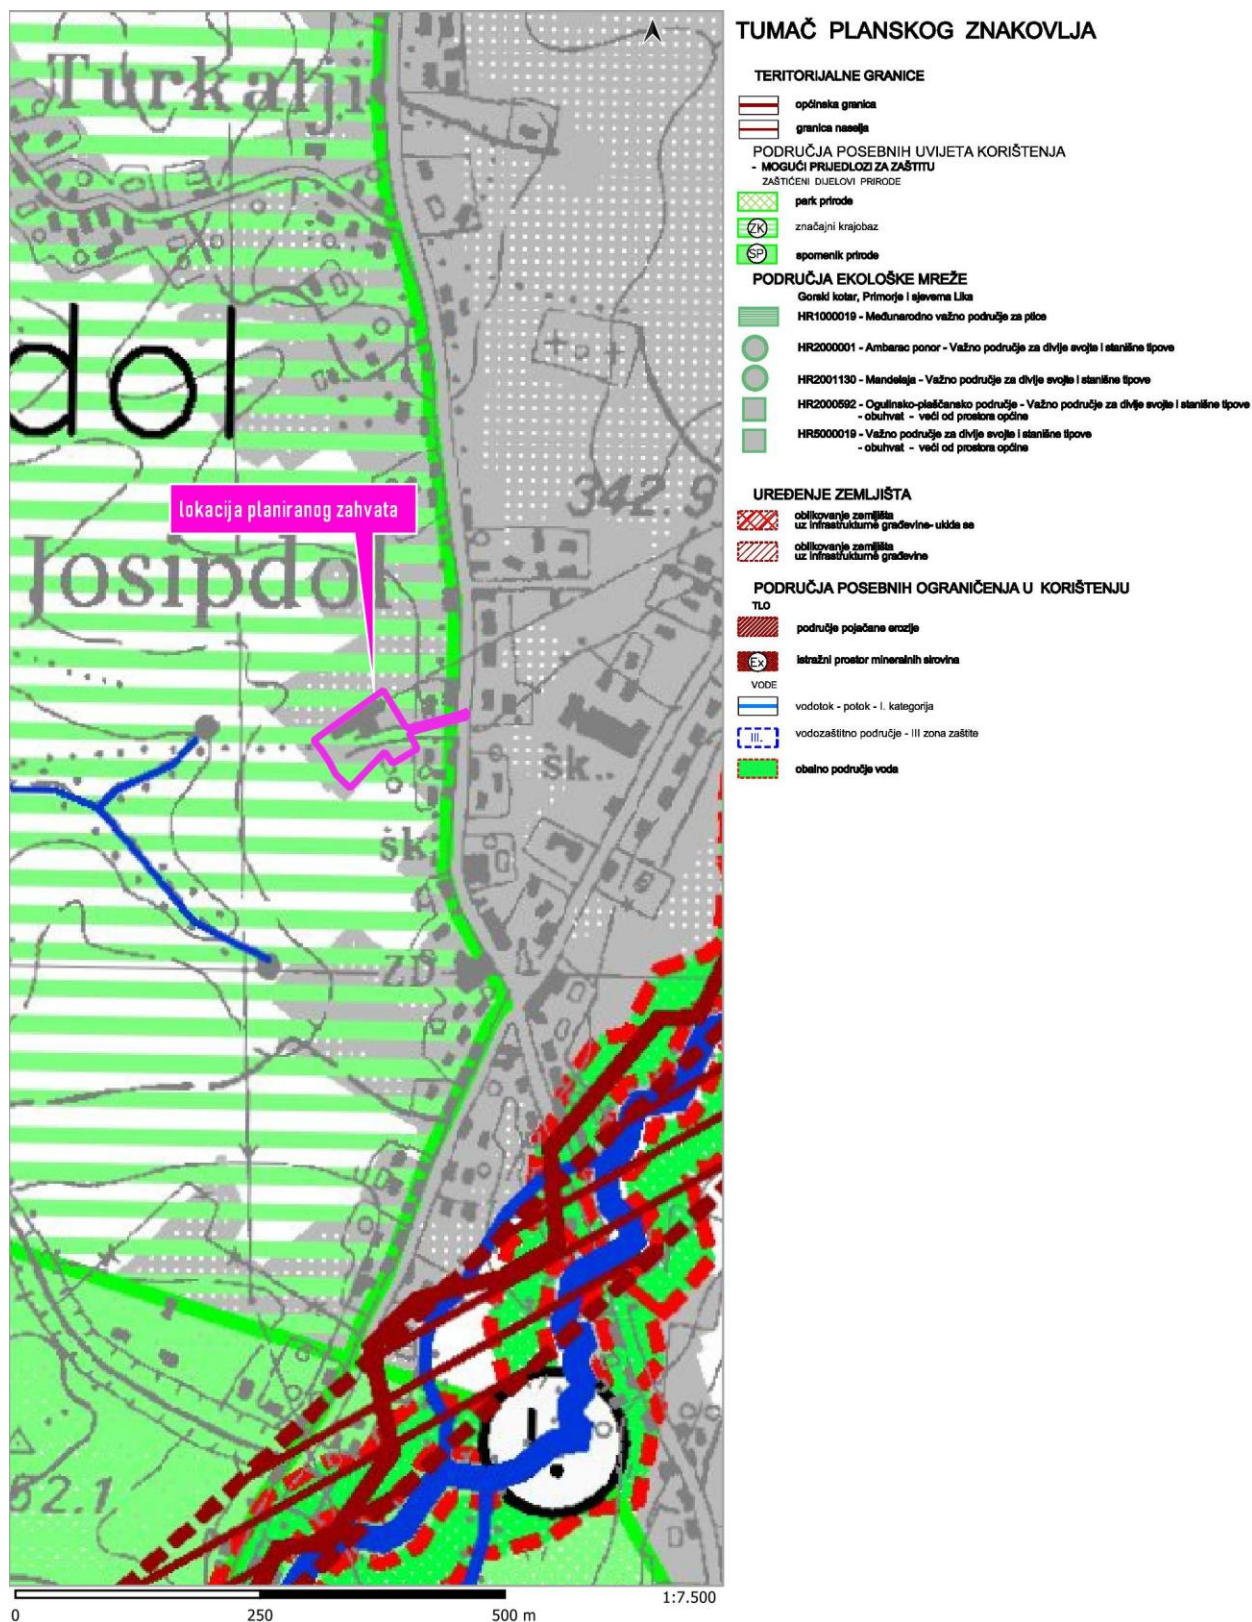 Turkalji
dol
342.9
lokacija planiranog zahvata
Josipdol
šk..
šk.
ZD
I.
62.1
0
250
500 m
1:7.500
TUMAČ PLANSKOG ZNAKOVLJA
TERITORIJALNE GRANICE
općinska granica
granica naselja
PODRUČJA POSEBNIH UVIJETA KORIŠTENJA
- MOGUĆI PRIJEDLOZI ZA ZAŠTITU
ZAŠTIĆENI DIJELOVI PRIRODE
park prirode
ZK značajni krajobaz
SP spomenik prirode
PODRUČJA EKOLOŠKE MREŽE
Gorski kotar, Primorje i sjeverna Lika
HR1000019 - Međunarodno važno područje za ptice
HR2000001 - Ambarac ponor - Važno područje za divlje svojte i stanišne tipove
HR2001130 - Mandelaja - Važno područje za divlje svojte i stanišne tipove
HR2000592 - Ogulinsko-plaščansko područje - Važno područje za divlje svojte i stanišne tipove
- obuhvat - veći od prostora općine
HR5000019 - Važno područje za divlje svojte i stanišne tipove
- obuhvat - veći od prostora općine
UREĐENJE ZEMLJIŠTA
oblikovanje zemljišta
uz infrastrukturne građevine- ukida se
oblikovanje zemljišta
uz infrastrukturne građevine
PODRUČJA POSEBNIH OGRANIČENJA U KORIŠTENJU
TLO
područje pojačane erozije
Ex istražni prostor mineralnih sirovina
VODE
vodotok - potok - I. kategorija
III. vodozaštitno područje - III zona zaštite
obalno područje voda